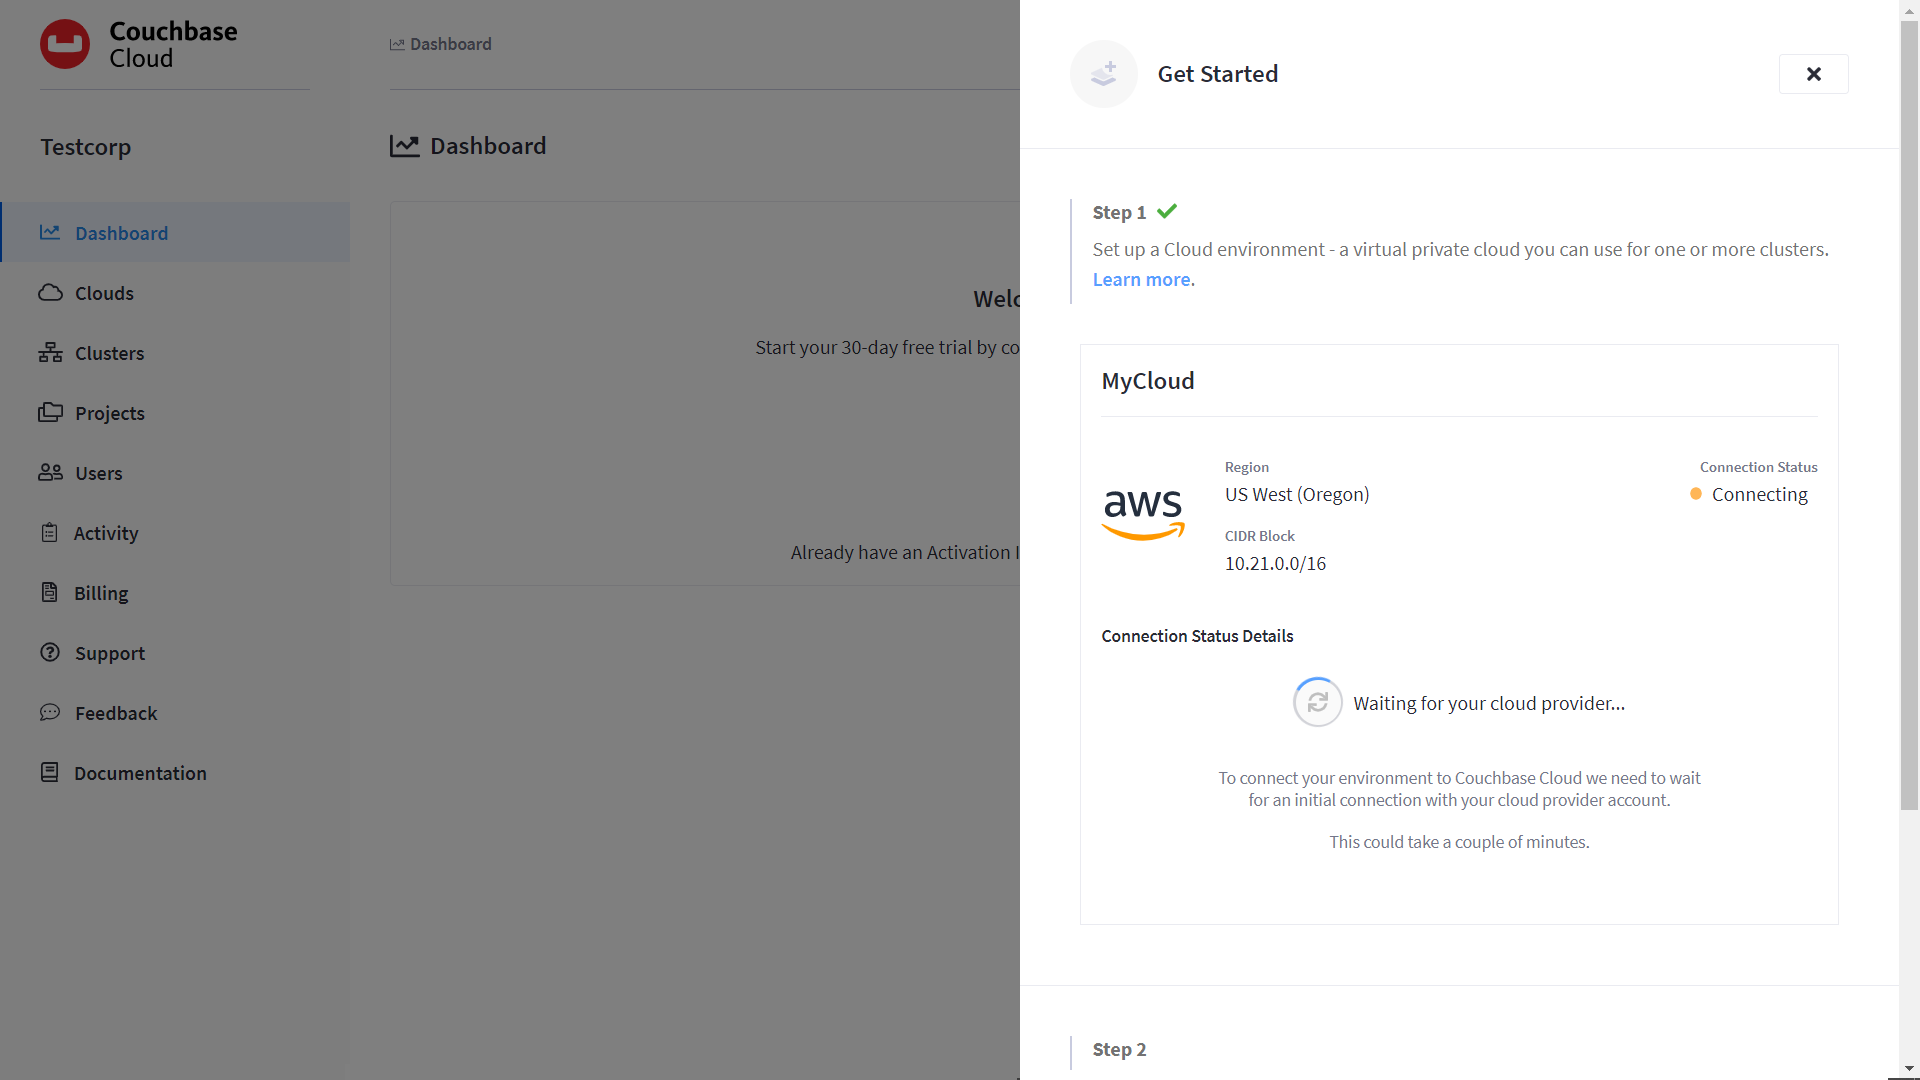 Couchbase
Cloud
Testcorp
Dashboard
Clouds
Clusters
Projects
Users
Activity
Billing
Support
Feedback
Documentation
Dashboard
Dashboard
Start your 30-day free trial by
Already have an Activation
Get Started
Step 1
Set up a Cloud environment - a virtual private cloud you can use for one or more clusters.
Learn more.
MyCloud
aws
Region
US West (Oregon)
CIDR Block
10.21.0.0/16
Connection Status
Connecting
Connection Status Details
Waiting for your cloud provider...
To connect your environment to Couchbase Cloud we need to wait
for an initial connection with your cloud provider account.
This could take a couple of minutes.
Step 2